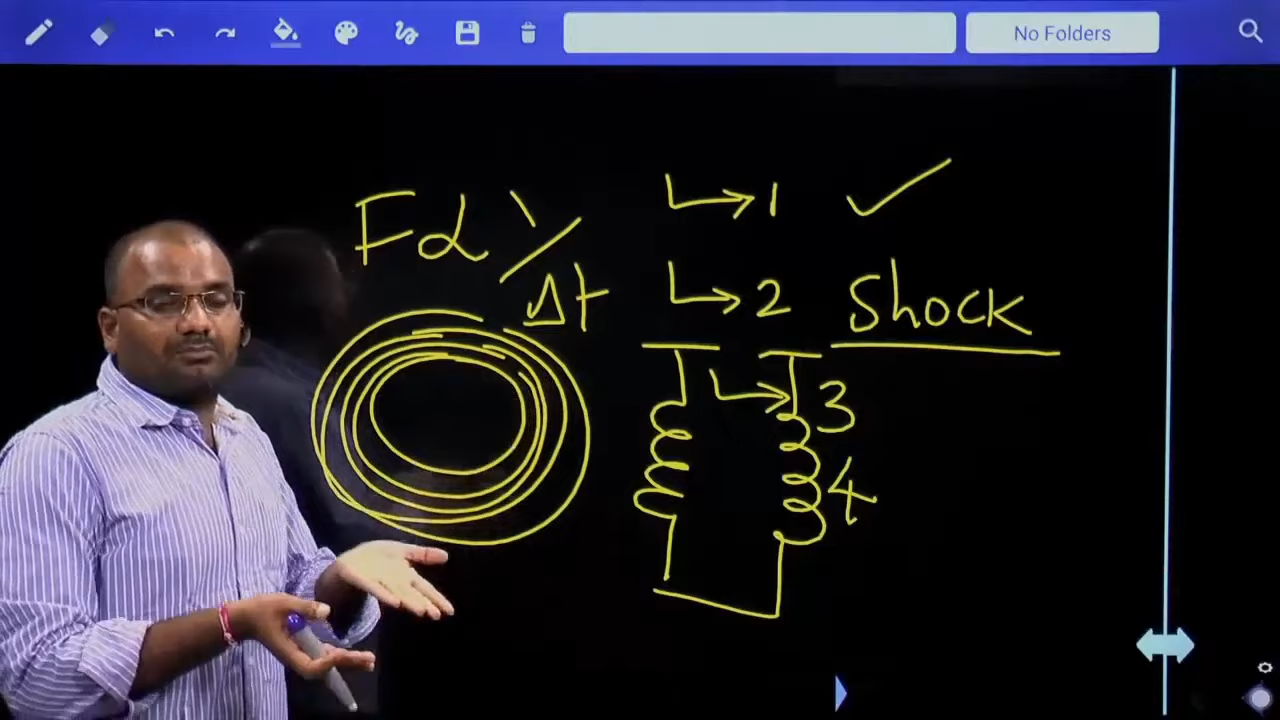 No Folders
F α 1/Δt
↳ 1 ✓
↳ 2 Shock
↳ 3
4